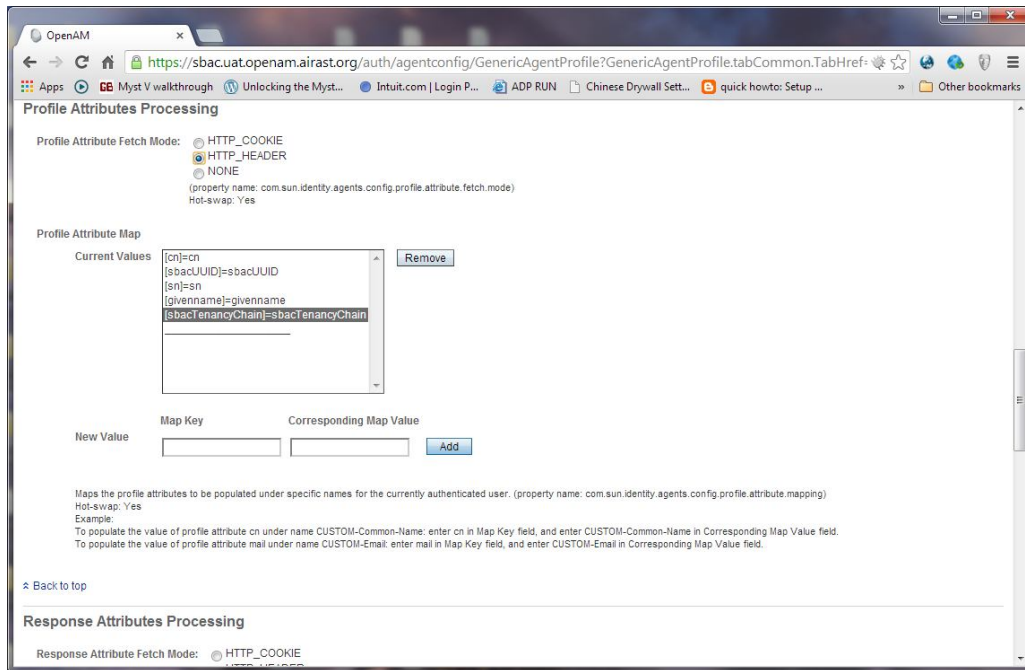 OpenAM
https://sbac.uat.openam.airast.org/auth/agentconfig/GenericAgentProfile?GenericAgentProfile.tabCommon.TabHref=
Apps Myst V walkthrough Unlocking the Myst... Intuit.com | Login P... ADP RUN Chinese Drywall Sett... quick howto: Setup ... » Other bookmarks
Profile Attributes Processing
Profile Attribute Fetch Mode: HTTP_COOKIE
HTTP_HEADER
NONE
(property name: com.sun.identity.agents.config.profile.attribute.fetch.mode)
Hot-swap: Yes
Profile Attribute Map
Current Values [cn]=cn Remove
[sbacUUID]=sbacUUID
[sn]=sn
[givenname]=givenname
[sbacTenancyChain]=sbacTenancyChain
Map Key Corresponding Map Value
New Value Add
Maps the profile attributes to be populated under specific names for the currently authenticated user. (property name: com.sun.identity.agents.config.profile.attribute.mapping)
Hot-swap: Yes
Example:
To populate the value of profile attribute cn under name CUSTOM-Common-Name: enter cn in Map Key field, and enter CUSTOM-Common-Name in Corresponding Map Value field.
To populate the value of profile attribute mail under name CUSTOM-Email: enter mail in Map Key field, and enter CUSTOM-Email in Corresponding Map Value field.
Back to top
Response Attributes Processing
Response Attribute Fetch Mode: HTTP_COOKIE
HTTP_HEADER